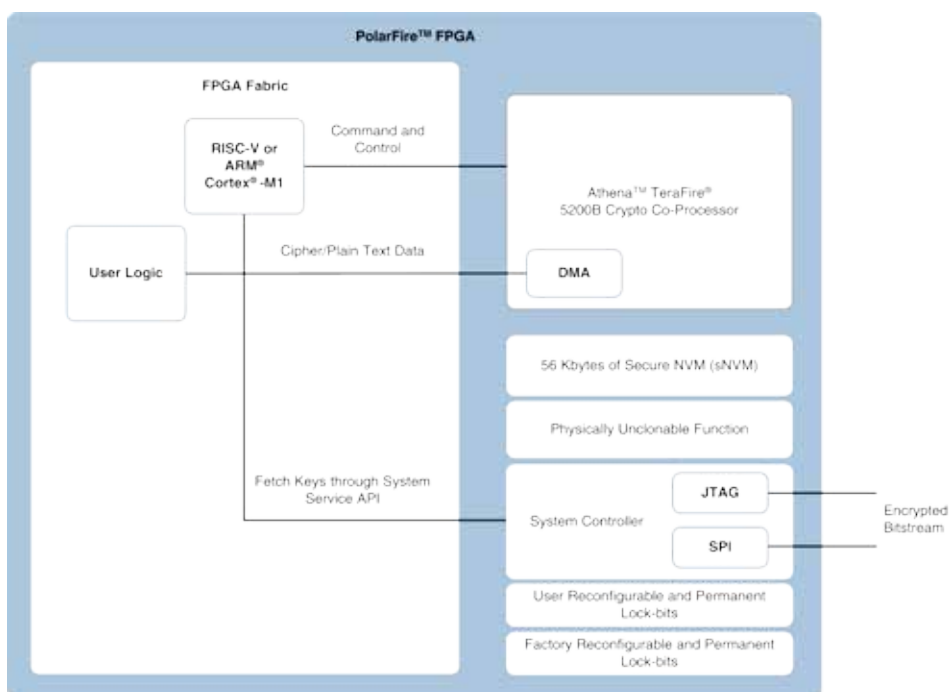 PolarFire™ FPGA
FPGA Fabric
RISC-V or
ARM®
Cortex®-M1
Command and
Control
Athena™ TeraFire®
5200B Crypto Co-Processor
User Logic
Cipher/Plain Text Data
DMA
56 Kbytes of Secure NVM (sNVM)
Physically Unclonable Function
Fetch Keys through System
Service API
System Controller
JTAG
SPI
Encrypted
Bitstream
User Reconfigurable and Permanent
Lock-bits
Factory Reconfigurable and Permanent
Lock-bits